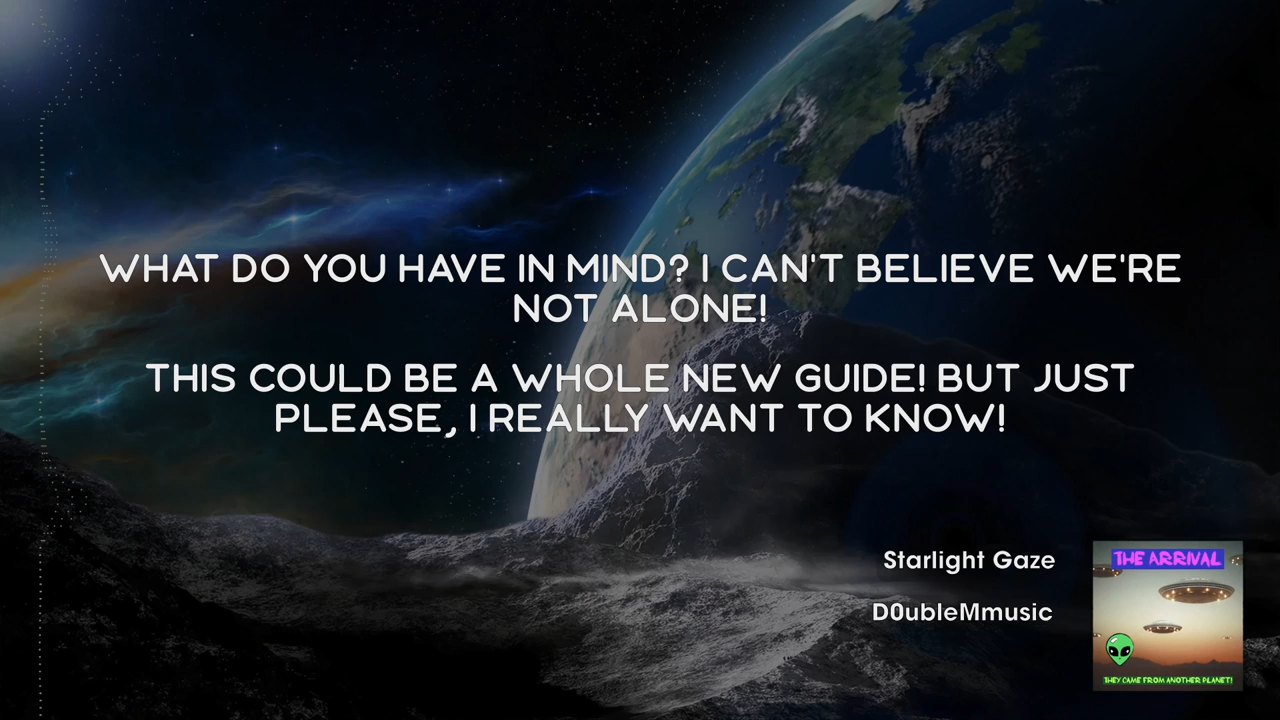 WHAT DO YOU HAVE IN MIND? I CAN'T BELIEVE WE'RE
NOT ALONE!
THIS COULD BE A WHOLE NEW GUIDE! BUT JUST
PLEASE, I REALLY WANT TO KNOW!
Starlight Gaze
D0ubleMmusic
THE ARRIVAL
THEY CAME FROM ANOTHER PLANET!